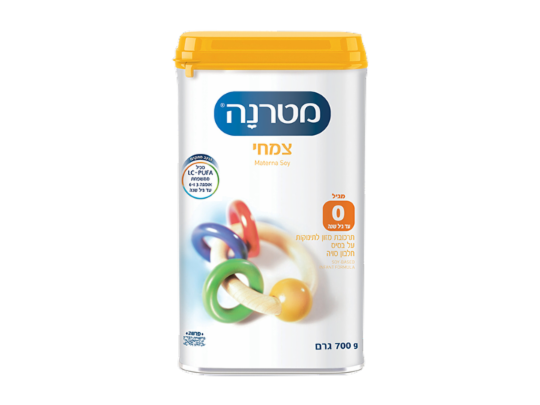 מטרנה®
צמחי
Materna Soy
מכיל
LC-PUFA
מגיל
0
עד גיל שנה
תרכובת מזון לתינוקות
על בסיס
חלבון סויה
700 גרם g